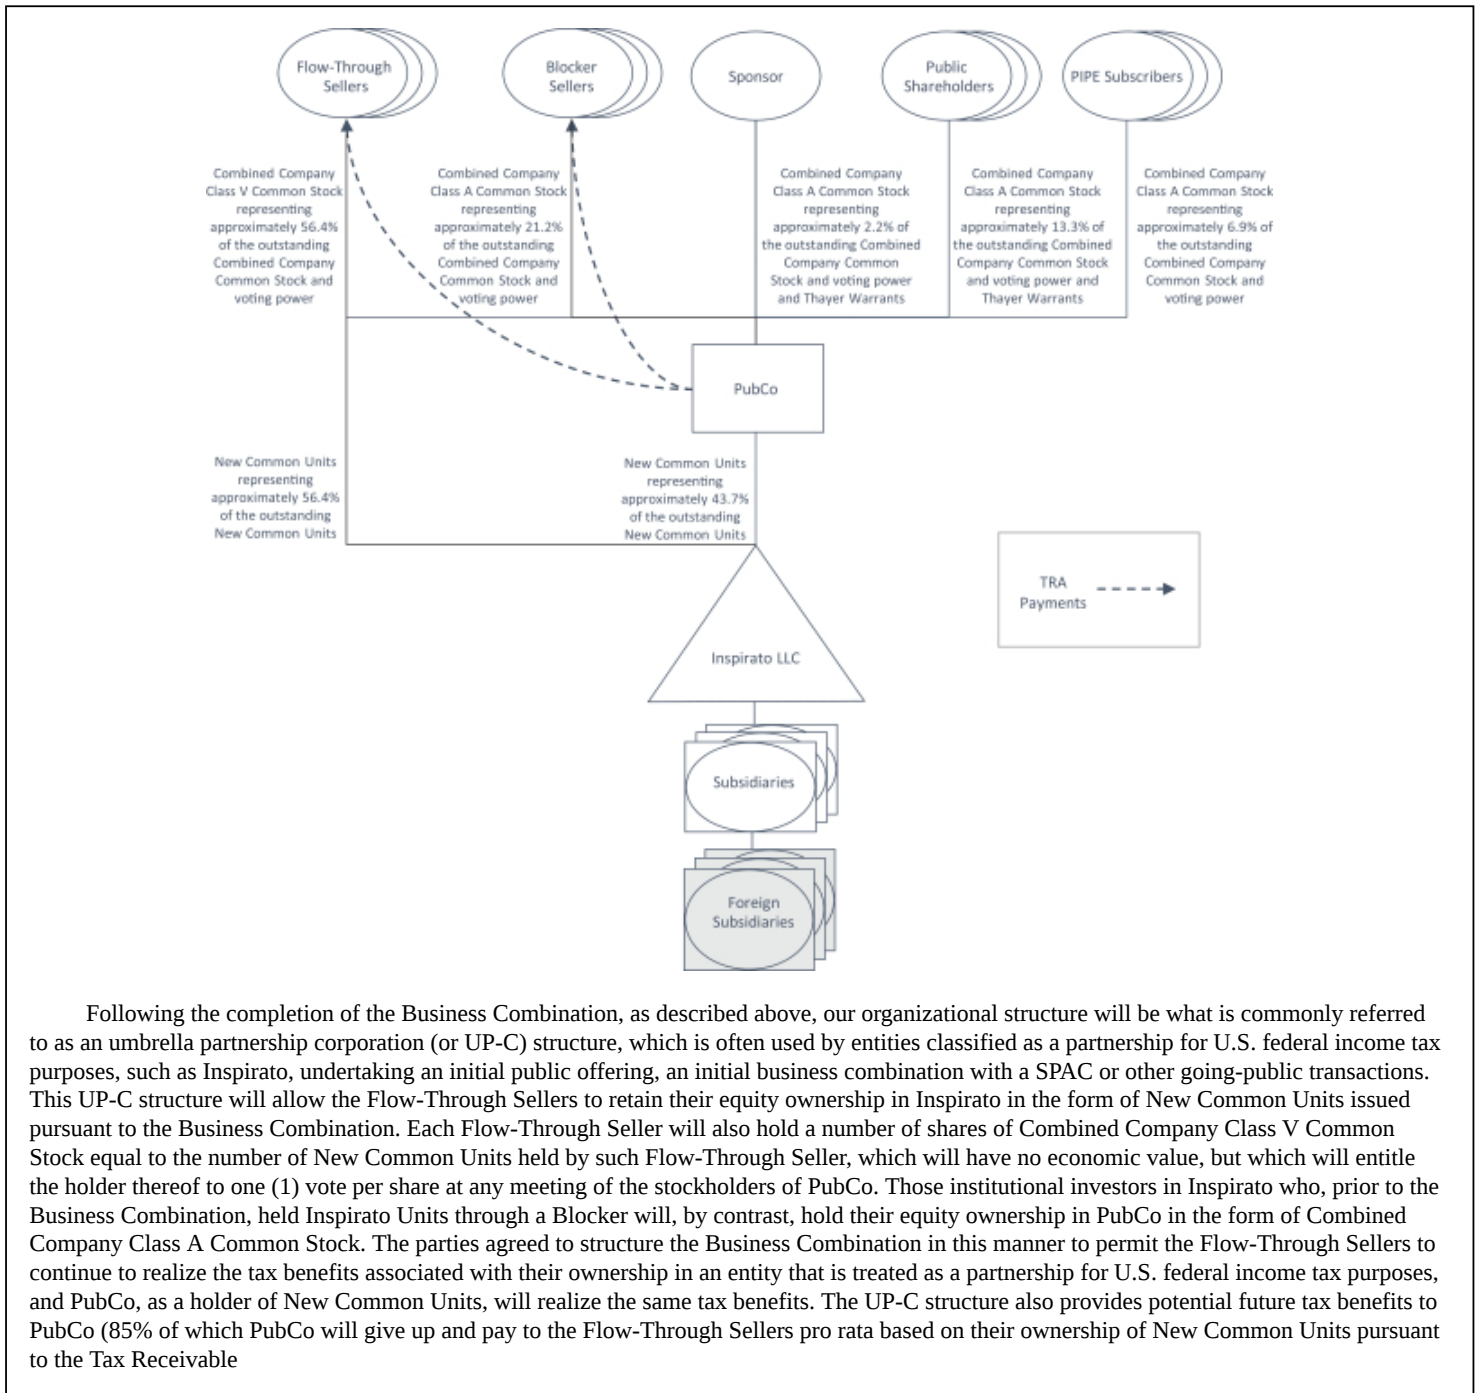 Flow-Through
Sellers
Blocker
Sellers
Sponsor
Public
Shareholders
PIPE Subscribers
Combined Company
Class V Common Stock
representing
approximately 56.4%
of the outstanding
Combined Company
Common Stock and
voting power
Combined Company
Class A Common Stock
representing
approximately 21.2%
of the outstanding
Combined Company
Common Stock and
voting power
Combined Company
Class A Common Stock
representing
approximately 2.2% of
the outstanding Combined
Company Common
Stock and voting power
and Thayer Warrants
Combined Company
Class A Common Stock
representing
approximately 13.3% of
the outstanding Combined
Company Common Stock
and voting power and
Thayer Warrants
Combined Company
Class A Common Stock
representing
approximately 6.9% of
the outstanding
Combined Company
Common Stock and
voting power
PubCo
New Common Units
representing
approximately 56.4%
of the outstanding
New Common Units
New Common Units
representing
approximately 43.7%
of the outstanding
New Common Units
TRA
Payments
Inspirato LLC
Subsidiaries
Foreign
Subsidiaries
Following the completion of the Business Combination, as described above, our organizational structure will be what is commonly referred
to as an umbrella partnership corporation (or UP-C) structure, which is often used by entities classified as a partnership for U.S. federal income tax
purposes, such as Inspirato, undertaking an initial public offering, an initial business combination with a SPAC or other going-public transactions.
This UP-C structure will allow the Flow-Through Sellers to retain their equity ownership in Inspirato in the form of New Common Units issued
pursuant to the Business Combination. Each Flow-Through Seller will also hold a number of shares of Combined Company Class V Common
Stock equal to the number of New Common Units held by such Flow-Through Seller, which will have no economic value, but which will entitle
the holder thereof to one (1) vote per share at any meeting of the stockholders of PubCo. Those institutional investors in Inspirato who, prior to the
Business Combination, held Inspirato Units through a Blocker will, by contrast, hold their equity ownership in PubCo in the form of Combined
Company Class A Common Stock. The parties agreed to structure the Business Combination in this manner to permit the Flow-Through Sellers to
continue to realize the tax benefits associated with their ownership in an entity that is treated as a partnership for U.S. federal income tax purposes,
and PubCo, as a holder of New Common Units, will realize the same tax benefits. The UP-C structure also provides potential future tax benefits to
PubCo (85% of which PubCo will give up and pay to the Flow-Through Sellers pro rata based on their ownership of New Common Units pursuant
to the Tax Receivable